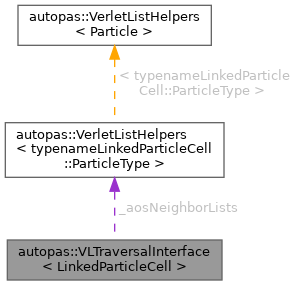 autopas::VerletListHelpers
< Particle >
< typenameLinkedParticle
Cell::ParticleType >
autopas::VerletListHelpers
< typenameLinkedParticleCell
::ParticleType >
_aosNeighborLists
autopas::VLTraversalInterface
< LinkedParticleCell >